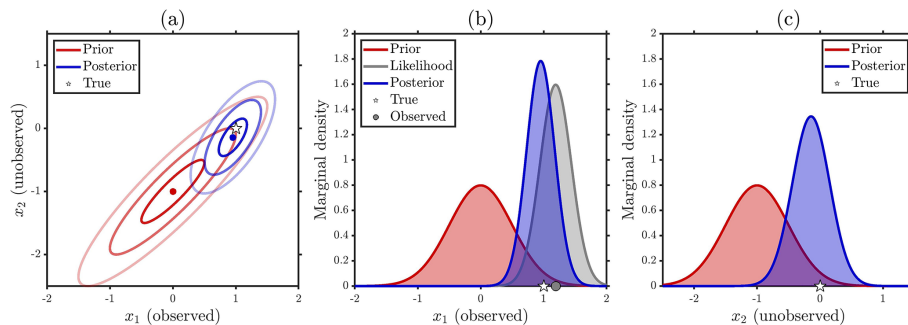 (a)
Prior
Posterior
True
x₂ (unobserved)
1
0
-1
-2
-2
-1
0
1
2
x₁ (observed)
(b)
Prior
Likelihood
Posterior
True
Observed
Marginal density
2
1.8
1.6
1.4
1.2
1
0.8
0.6
0.4
0.2
0
-2
-1
0
1
2
x₁ (observed)
(c)
Prior
Posterior
True
Marginal density
2
1.8
1.6
1.4
1.2
1
0.8
0.6
0.4
0.2
0
-2
-1
0
1
x₂ (unobserved)